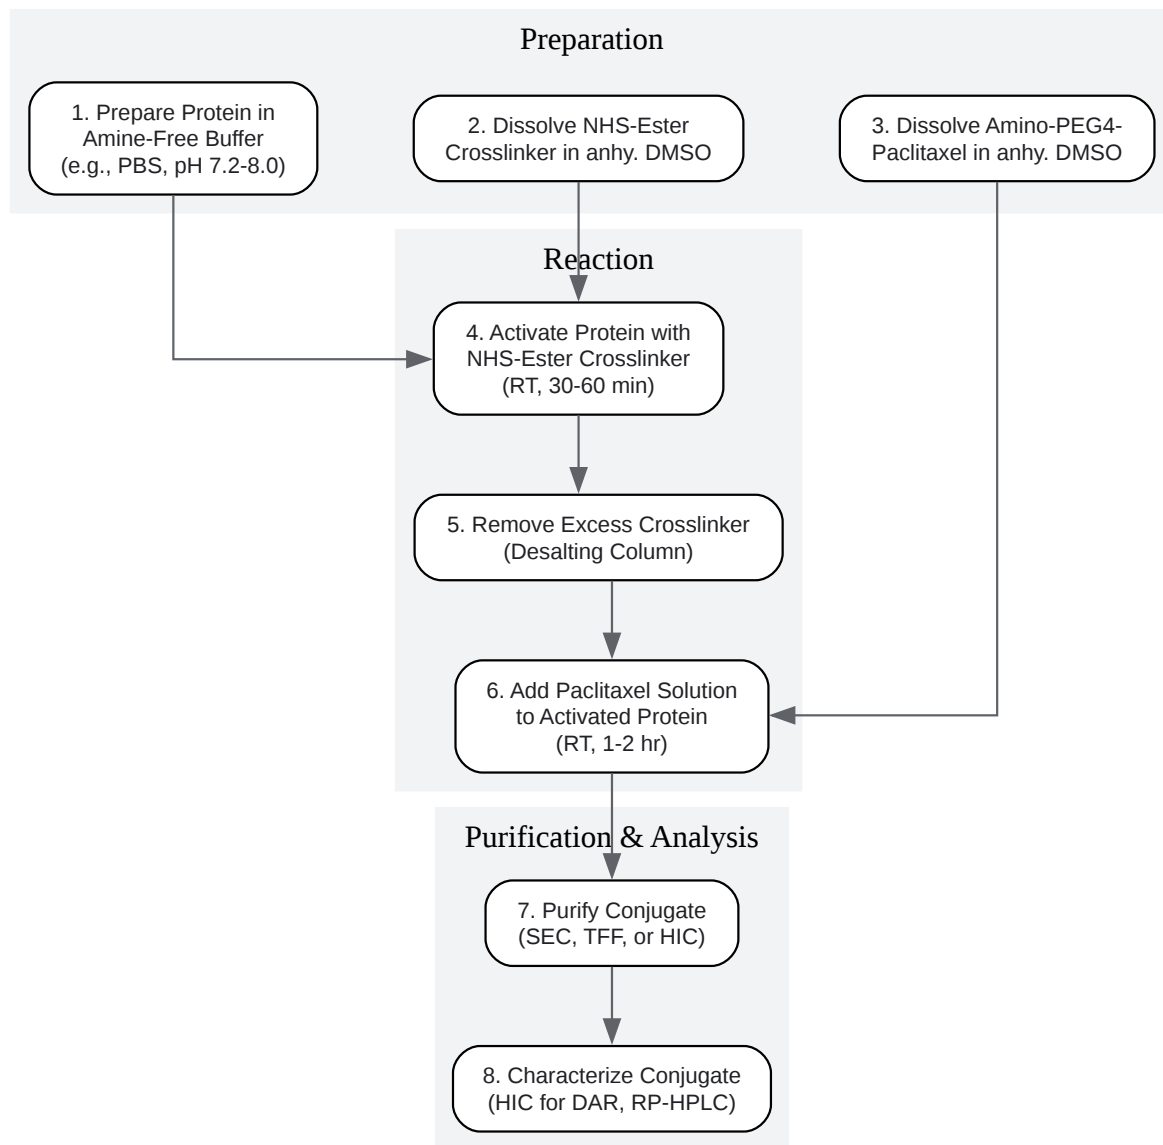 Preparation
1. Prepare Protein in
Amine-Free Buffer
(e.g., PBS, pH 7.2-8.0)
2. Dissolve NHS-Ester
Crosslinker in anhy. DMSO
3. Dissolve Amino-PEG4-
Paclitaxel in anhy. DMSO
Reaction
4. Activate Protein with
NHS-Ester Crosslinker
(RT, 30-60 min)
5. Remove Excess Crosslinker
(Desalting Column)
6. Add Paclitaxel Solution
to Activated Protein
(RT, 1-2 hr)
Purification & Analysis
7. Purify Conjugate
(SEC, TFF, or HIC)
8. Characterize Conjugate
(HIC for DAR, RP-HPLC)